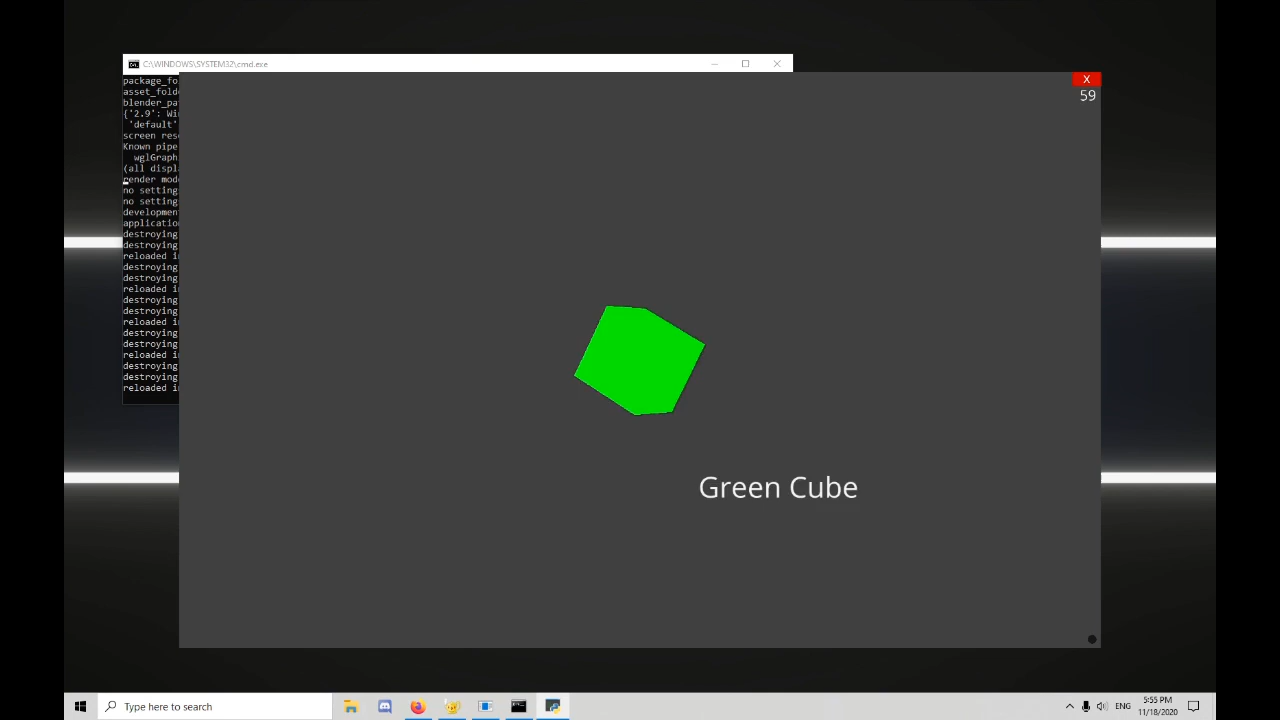 C:\WINDOWS\SYSTEM32\cmd.exe
X
59
package_fo
asset_folde
blender_pa
{'2.9': Wi
'default'
screen res
Known pipe
wglGraph
(all displ
render mod
no setting
no setting
development
application
destroying
destroying
reloaded i
destroying
destroying
reloaded i
destroying
destroying
reloaded i
destroying
destroying
reloaded i
destroying
destroying
reloaded i
Green Cube
Type here to search
ENG
5:55 PM
11/18/2020